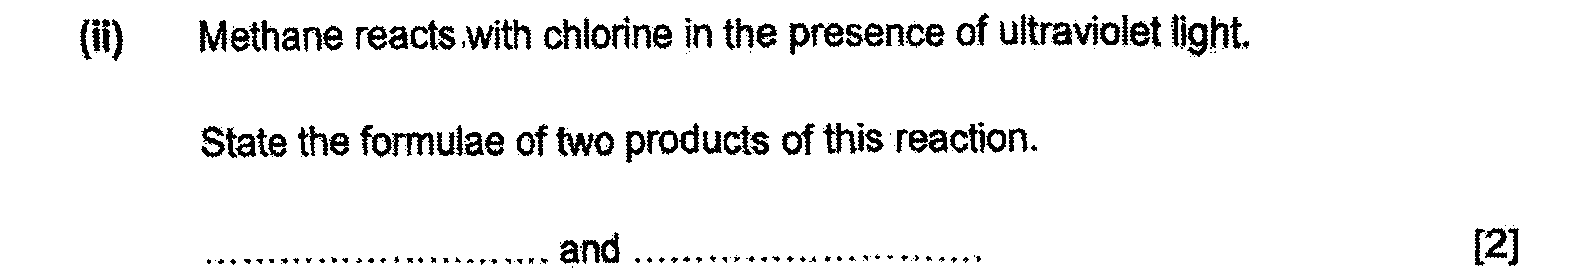 (ii) Methane reacts with chlorine in the presence of ultraviolet light.
State the formulae of two products of this reaction.
.............................. and .............................. [2]